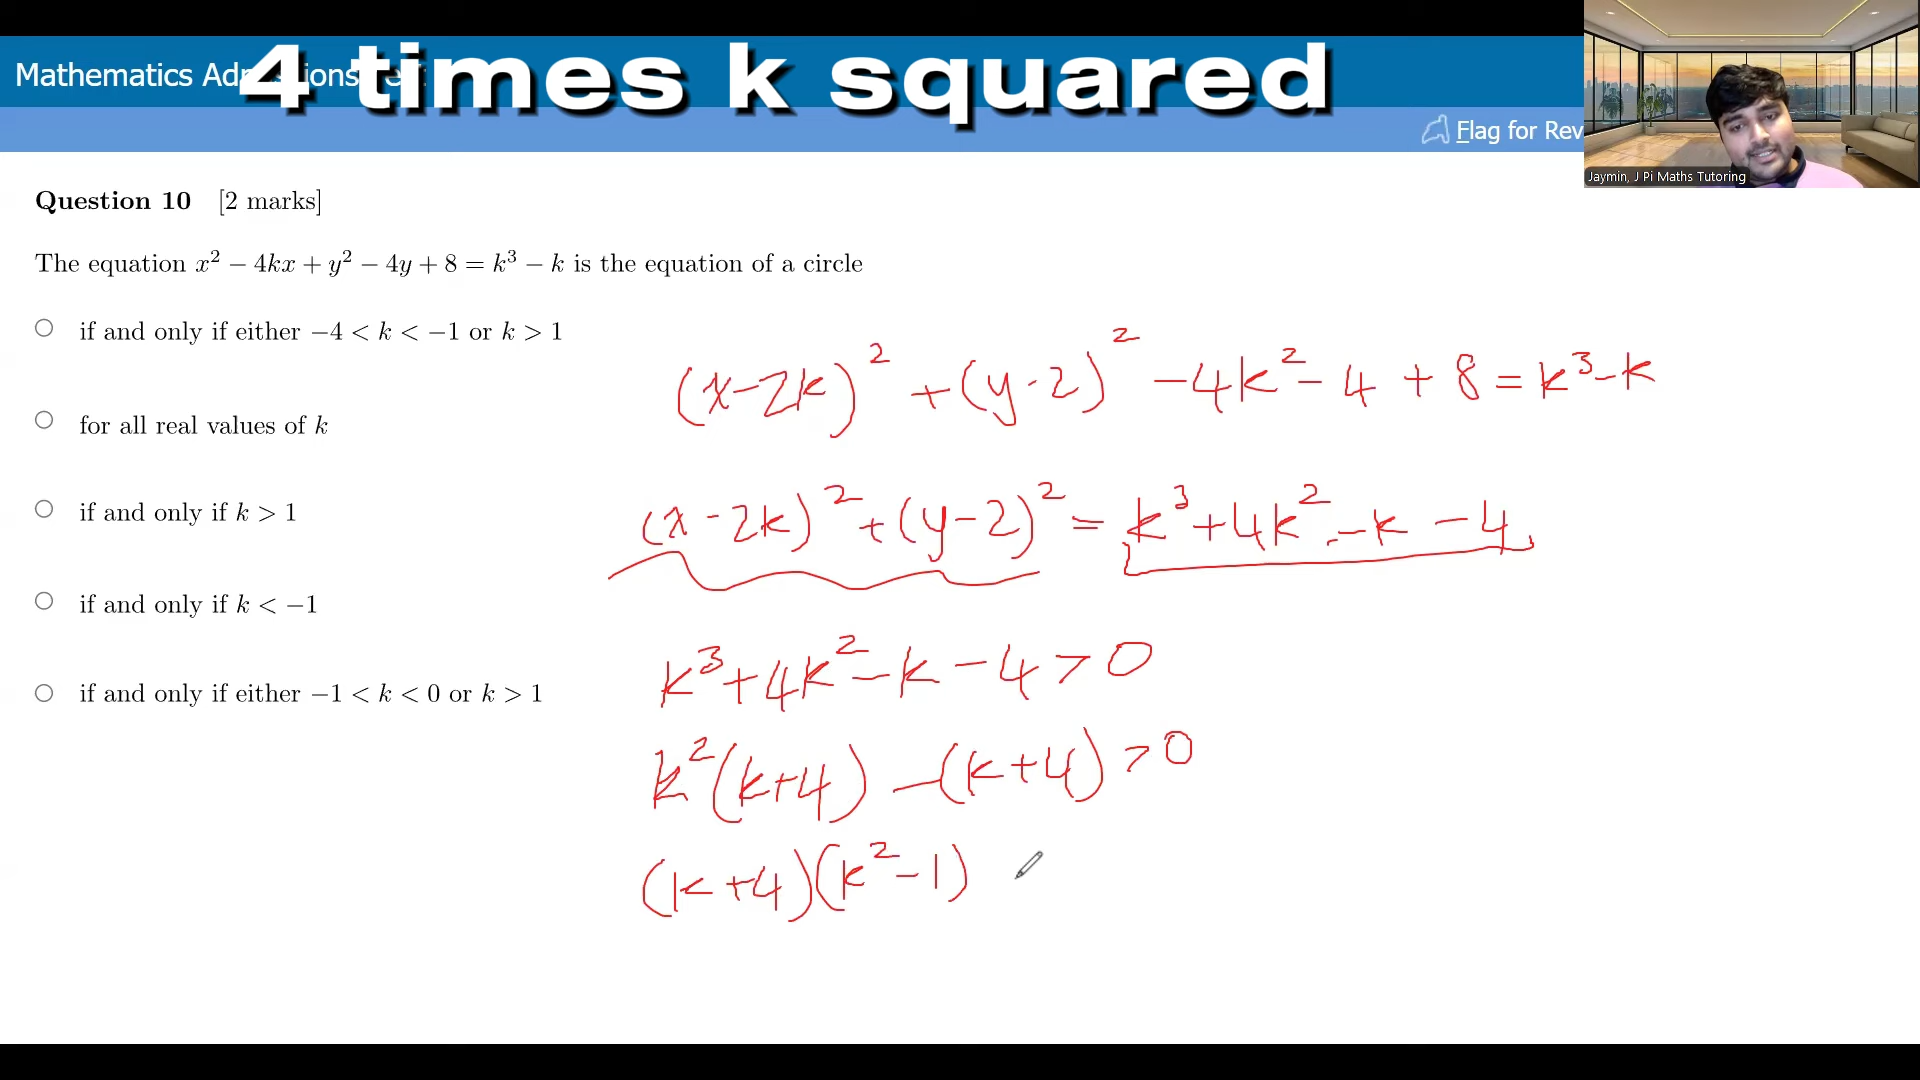 Mathematics Ad
4 times k squared
Flag for Rev
Jaymin, J Pi Maths Tutoring
Question 10 [2 marks]
The equation x² − 4kx + y² − 4y + 8 = k³ − k is the equation of a circle
if and only if either −4 < k < −1 or k > 1
for all real values of k
if and only if k > 1
if and only if k < −1
if and only if either −1 < k < 0 or k > 1
(x-2k)² + (y-2)² - 4k² - 4 + 8 = k³ - k
(x-2k)² + (y-2)² = k³ + 4k² - k - 4
k³ + 4k² - k - 4 > 0
k²(k+4) - (k+4) > 0
(k+4)(k²-1)